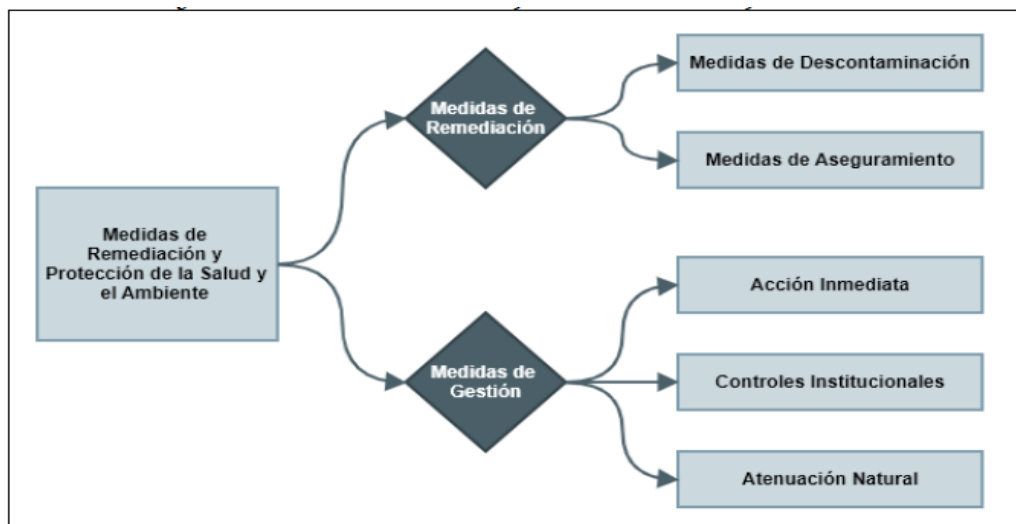 Medidas de
Remediación y
Protección de la Salud y
el Ambiente
Medidas de
Remediación
Medidas de Descontaminación
Medidas de Aseguramiento
Medidas de
Gestión
Acción Inmediata
Controles Institucionales
Atenuación Natural